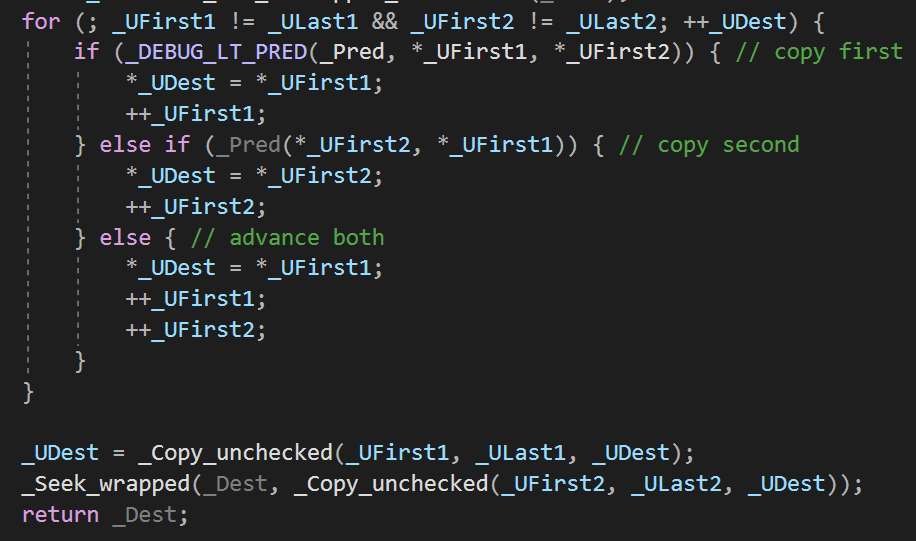 for (; _UFirst1 != _ULast1 && _UFirst2 != _ULast2; ++_UDest) {
if (_DEBUG_LT_PRED(_Pred, *_UFirst1, *_UFirst2)) { // copy first
*_UDest = *_UFirst1;
++_UFirst1;
} else if (_Pred(*_UFirst2, *_UFirst1)) { // copy second
*_UDest = *_UFirst2;
++_UFirst2;
} else { // advance both
*_UDest = *_UFirst1;
++_UFirst1;
++_UFirst2;
}
}
_UDest = _Copy_unchecked(_UFirst1, _ULast1, _UDest);
_Seek_wrapped(_Dest, _Copy_unchecked(_UFirst2, _ULast2, _UDest));
return _Dest;